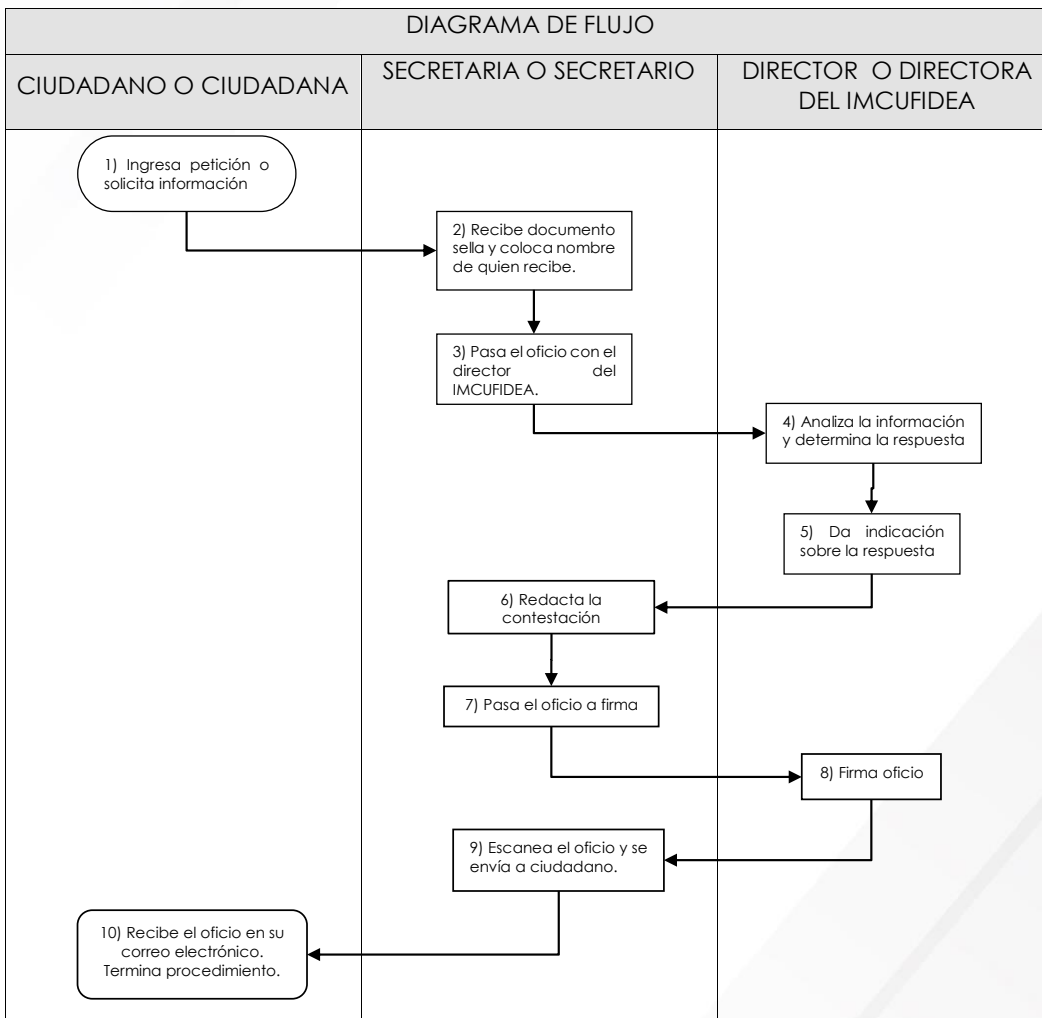 DIAGRAMA DE FLUJO
CIUDADANO O CIUDADANA
SECRETARIA O SECRETARIO
DIRECTOR O DIRECTORA
DEL IMCUFIDEA
1) Ingresa petición o
solicita información
2) Recibe documento
sella y coloca nombre
de quien recibe.
3) Pasa el oficio con el
director del
IMCUFIDEA.
4) Analiza la información
y determina la respuesta
5) Da indicación
sobre la respuesta
6) Redacta la
contestación
7) Pasa el oficio a firma
8) Firma oficio
9) Escanea el oficio y se
envía a ciudadano.
10) Recibe el oficio en su
correo electrónico.
Termina procedimiento.